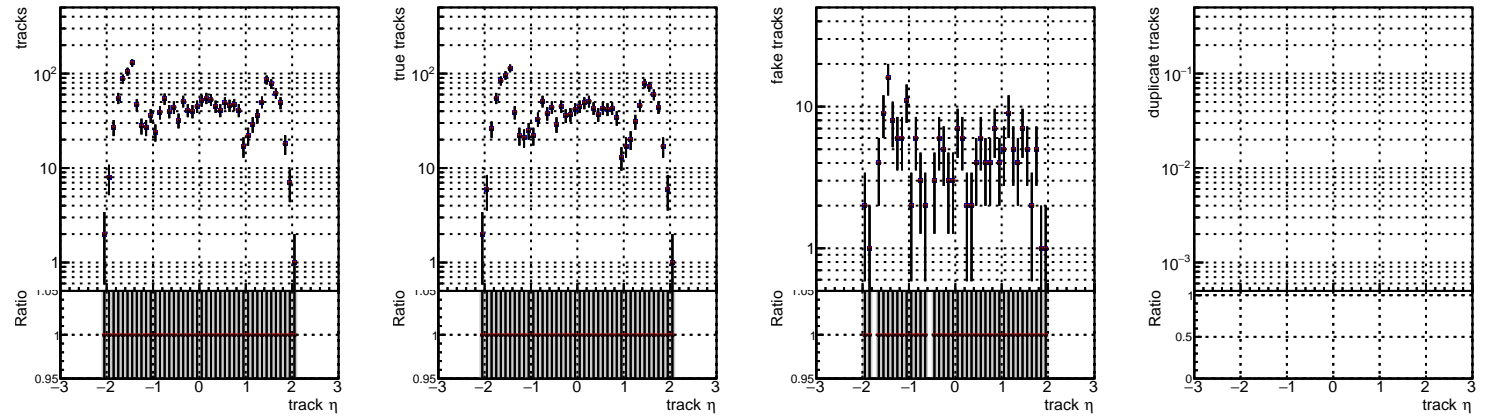 tracks
10²
10
1
Ratio
1.05
1
0.95
−3 −2 −1 0 1 2 3
track η
true tracks
10²
10
1
Ratio
1.05
1
0.95
−3 −2 −1 0 1 2 3
track η
fake tracks
10
1
Ratio
1.05
1
0.95
−3 −2 −1 0 1 2 3
track η
duplicate tracks
10⁻¹
10⁻²
10⁻³
Ratio
1
0.5
0
−3 −2 −1 0 1 2 3
track η